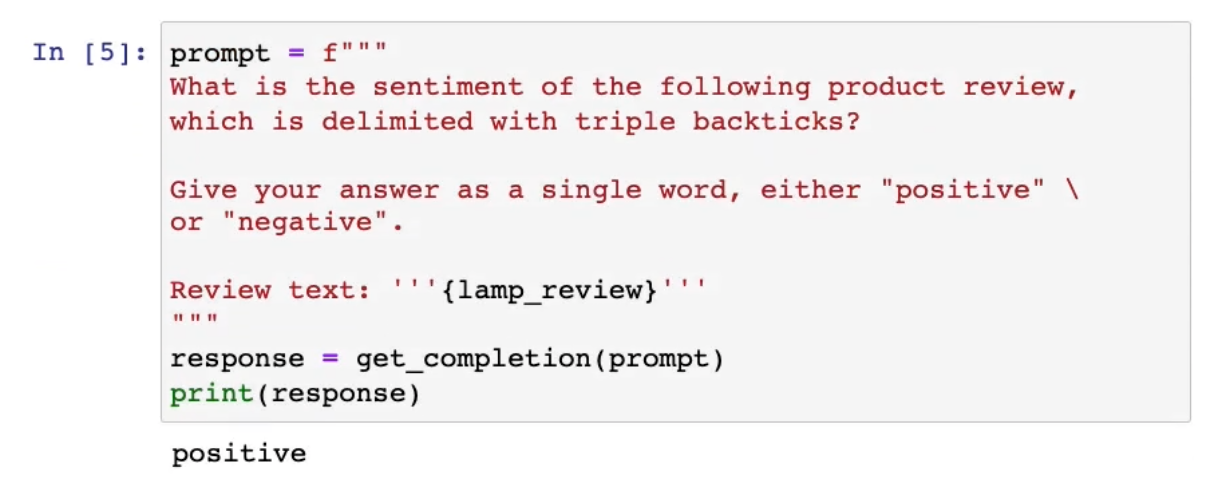 In [5]: prompt = f"""
What is the sentiment of the following product review,
which is delimited with triple backticks?

Give your answer as a single word, either "positive" \
or "negative".

Review text: '''{lamp_review}'''
"""
response = get_completion(prompt)
print(response)
positive